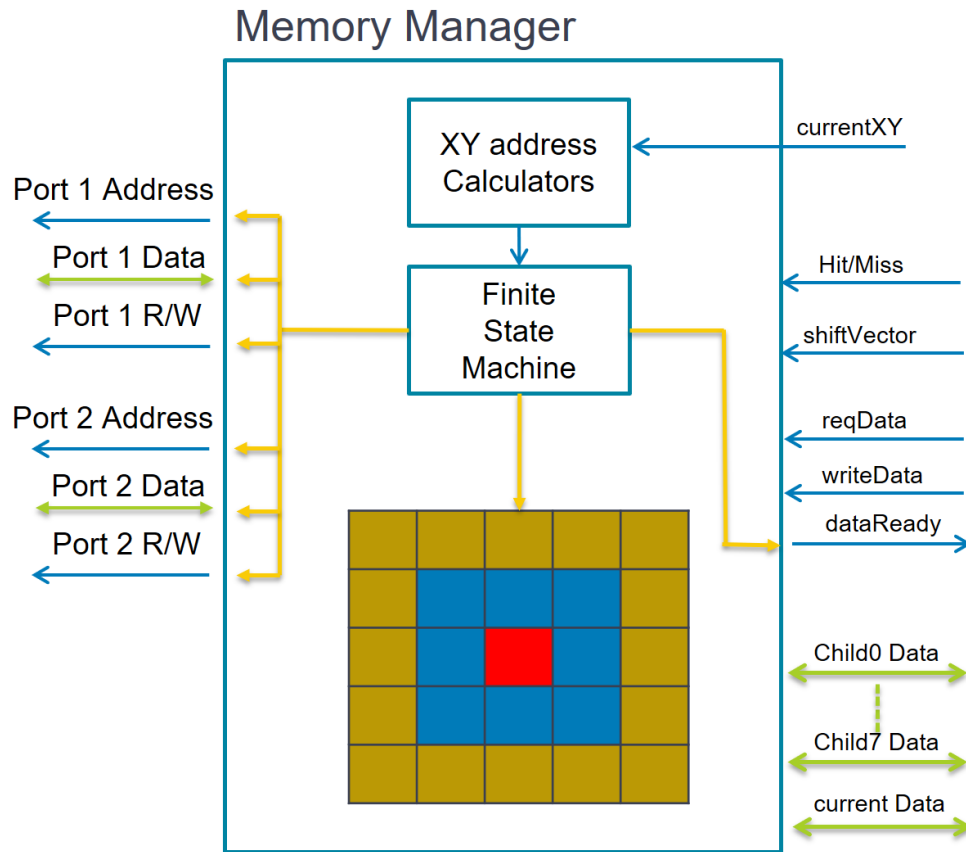 Memory Manager
XY address
Calculators
currentXY
Port 1 Address
Port 1 Data
Port 1 R/W
Finite
State
Machine
Hit/Miss
shiftVector
Port 2 Address
Port 2 Data
Port 2 R/W
reqData
writeData
dataReady
Child0 Data
Child7 Data
current Data